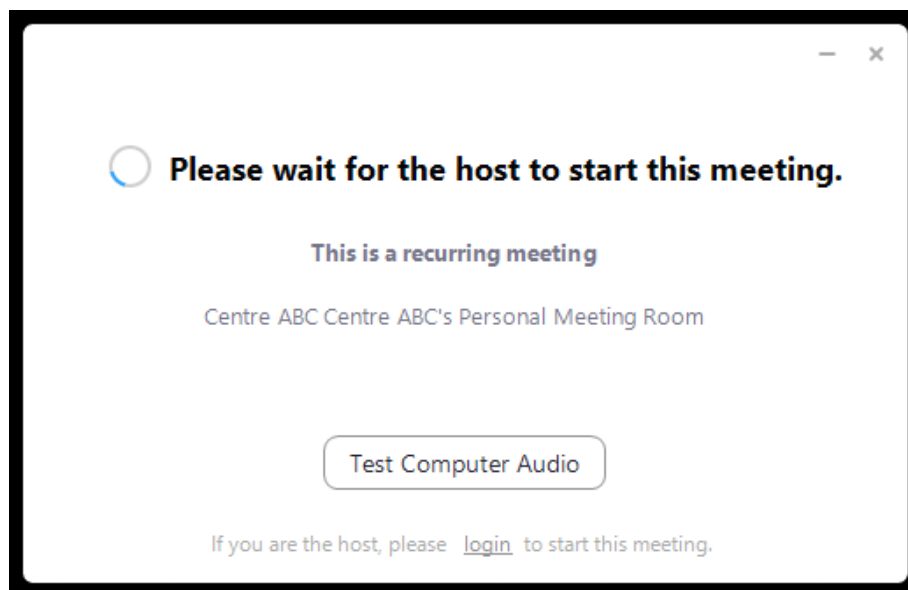 Please wait for the host to start this meeting.
This is a recurring meeting
Centre ABC Centre ABC's Personal Meeting Room
Test Computer Audio
If you are the host, please login to start this meeting.